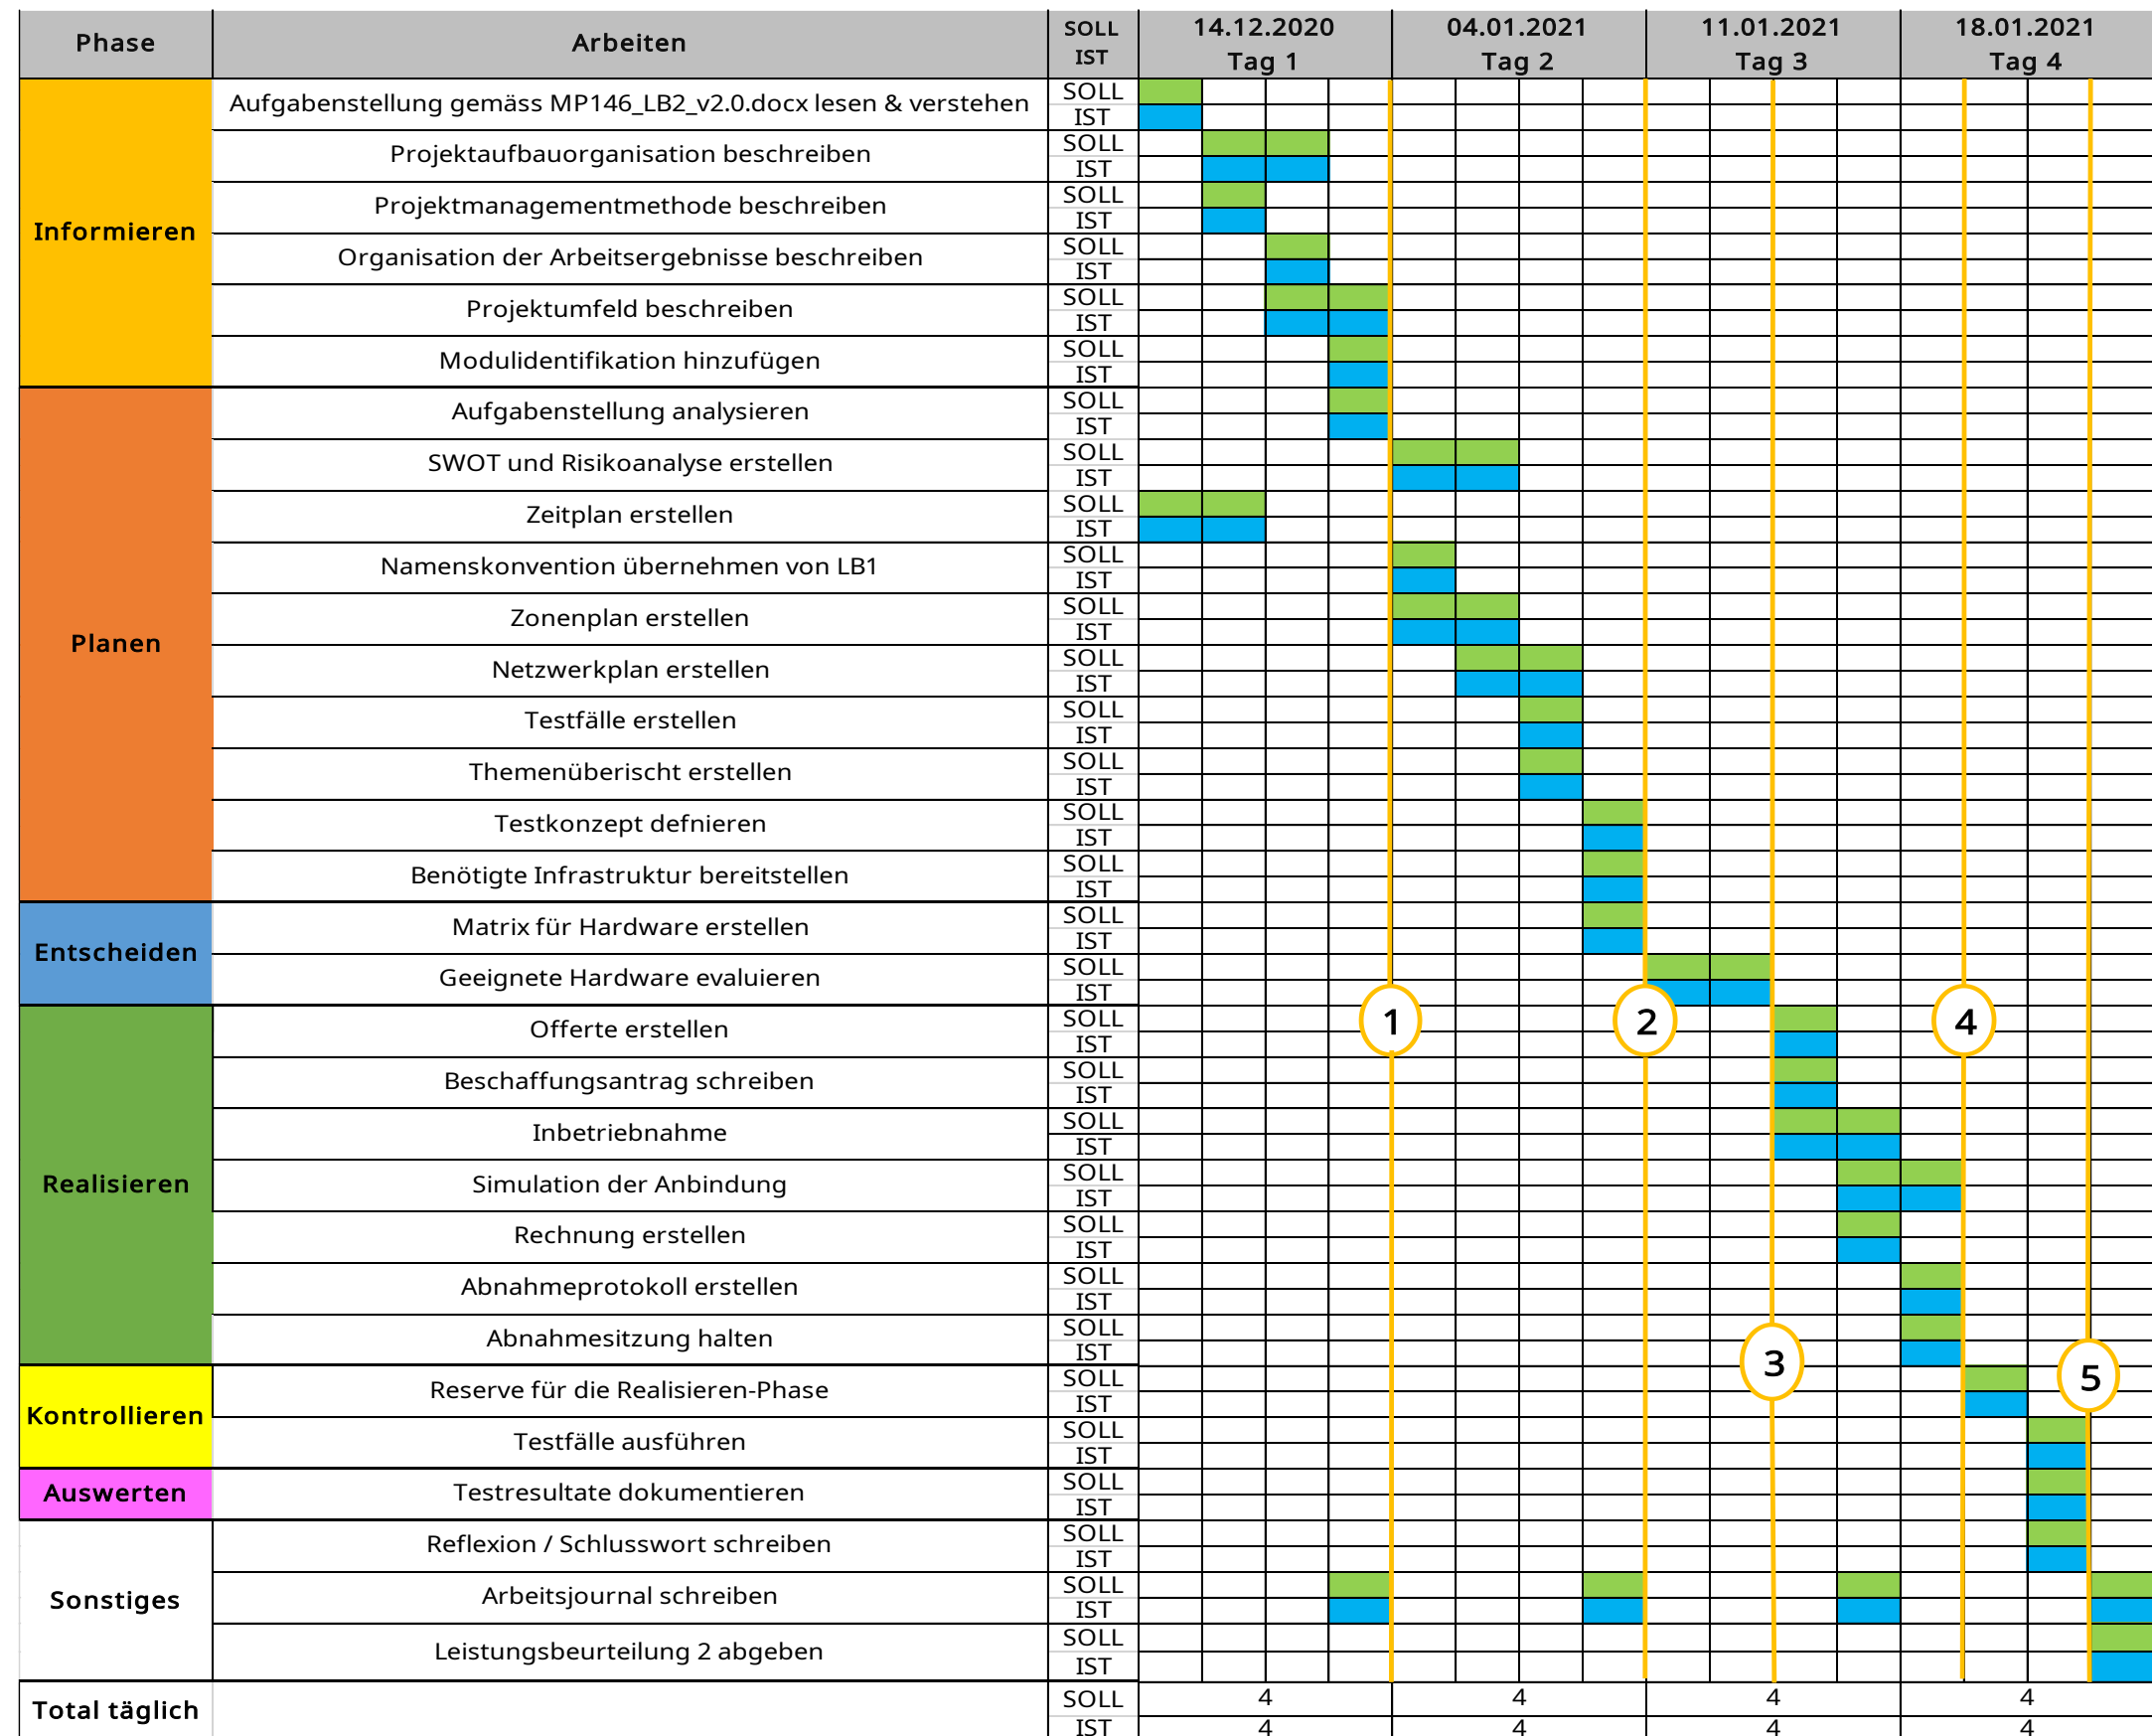 Phase Arbeiten SOLL IST 14.12.2020 Tag 1 04.01.2021 Tag 2 11.01.2021 Tag 3 18.01.2021 Tag 4
Informieren
Aufgabenstellung gemäss MP146_LB2_v2.0.docx lesen & verstehen SOLL IST
Projektaufbauorganisation beschreiben SOLL IST
Projektmanagementmethode beschreiben SOLL IST
Organisation der Arbeitsergebnisse beschreiben SOLL IST
Projektumfeld beschreiben SOLL IST
Modulidentifikation hinzufügen SOLL IST
Planen
Aufgabenstellung analysieren SOLL IST
SWOT und Risikoanalyse erstellen SOLL IST
Zeitplan erstellen SOLL IST
Namenskonvention übernehmen von LB1 SOLL IST
Zonenplan erstellen SOLL IST
Netzwerkplan erstellen SOLL IST
Testfälle erstellen SOLL IST
Themenüberischt erstellen SOLL IST
Testkonzept defnieren SOLL IST
Benötigte Infrastruktur bereitstellen SOLL IST
Entscheiden
Matrix für Hardware erstellen SOLL IST
Geeignete Hardware evaluieren SOLL IST
1 2 4
Realisieren
Offerte erstellen SOLL IST
Beschaffungsantrag schreiben SOLL IST
Inbetriebnahme SOLL IST
Simulation der Anbindung SOLL IST
Rechnung erstellen SOLL IST
Abnahmeprotokoll erstellen SOLL IST
Abnahmesitzung halten SOLL IST
3 5
Kontrollieren
Reserve für die Realisieren-Phase SOLL IST
Testfälle ausführen SOLL IST
Auswerten
Testresultate dokumentieren SOLL IST
Sonstiges
Reflexion / Schlusswort schreiben SOLL IST
Arbeitsjournal schreiben SOLL IST
Leistungsbeurteilung 2 abgeben SOLL IST
Total täglich
SOLL 4 4 4 4
IST 4 4 4 4